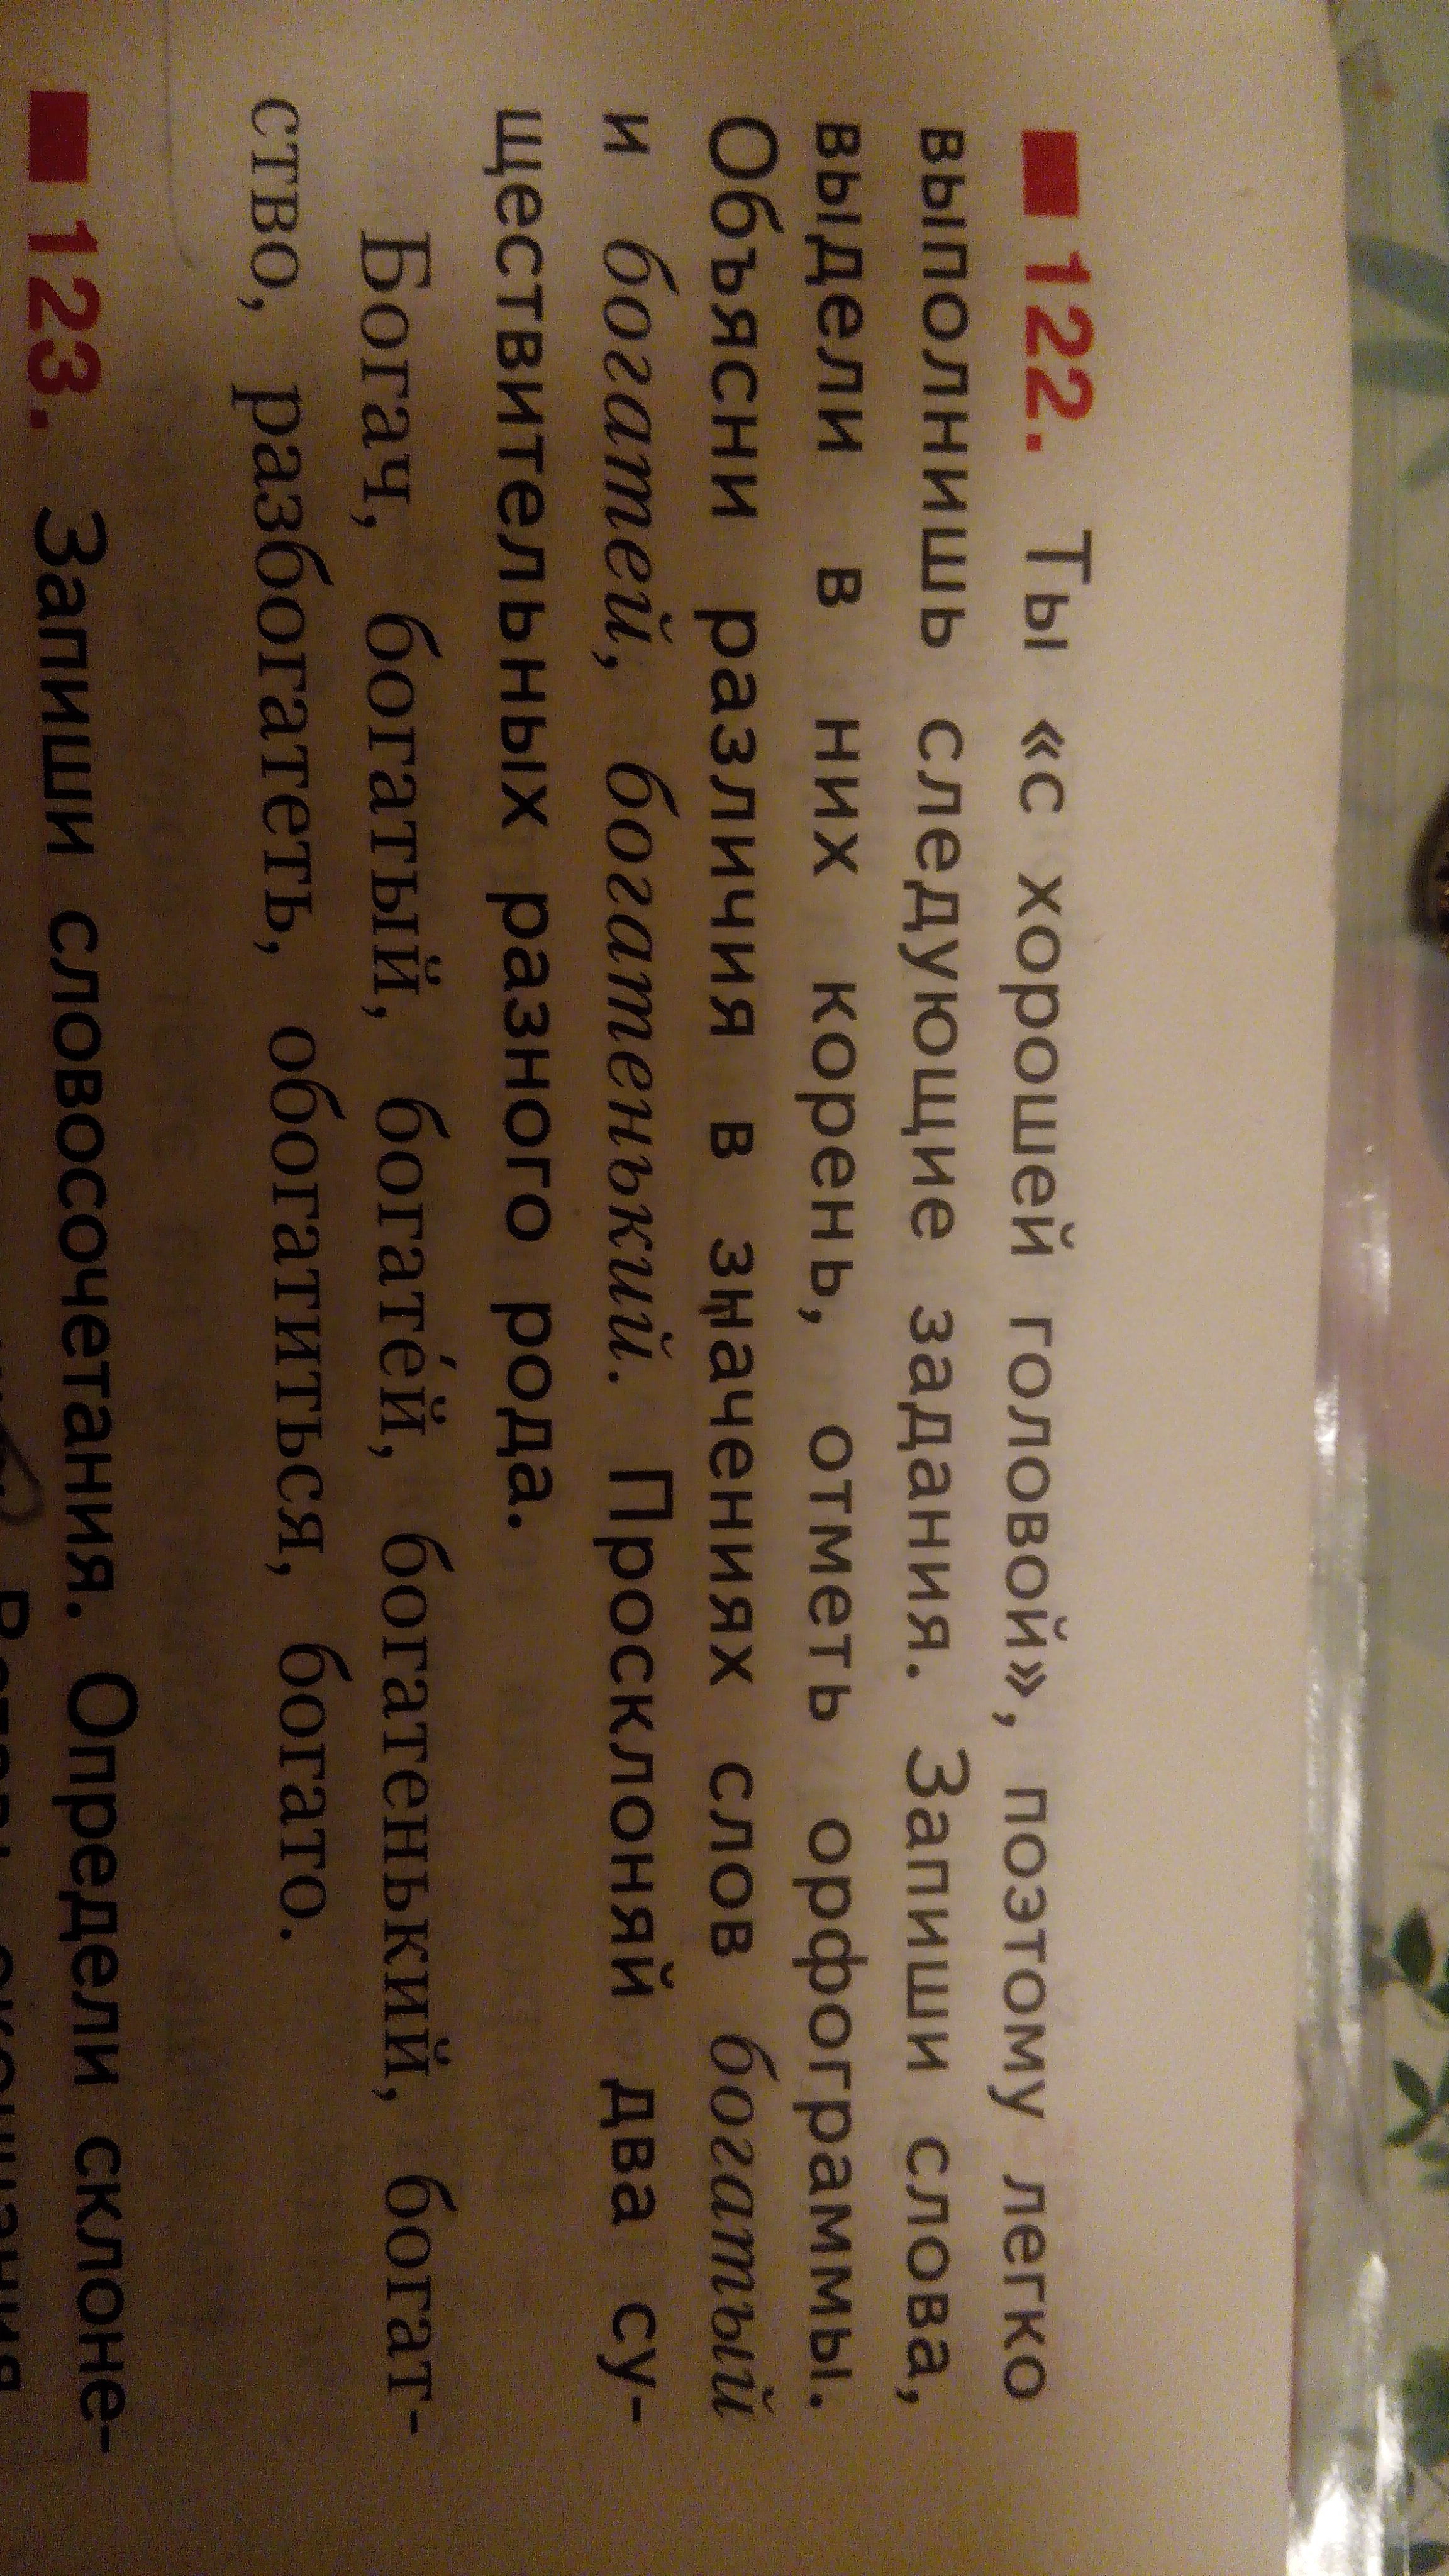 ■ 122. Ты «с хорошей головой», поэтому легко
выполнишь следующие задания. Запиши слова,
выдели в них корень, отметь орфограммы.
Объясни различия в значениях слов богатый
и богатей, богатенький. Просклоняй два су-
ществительных разного рода.
Богач, богатый, богате́й, богатенький, богат-
ство, разбогатеть, обогатиться, богато.
■ 123. Запиши словосочетания. Определи склоне-